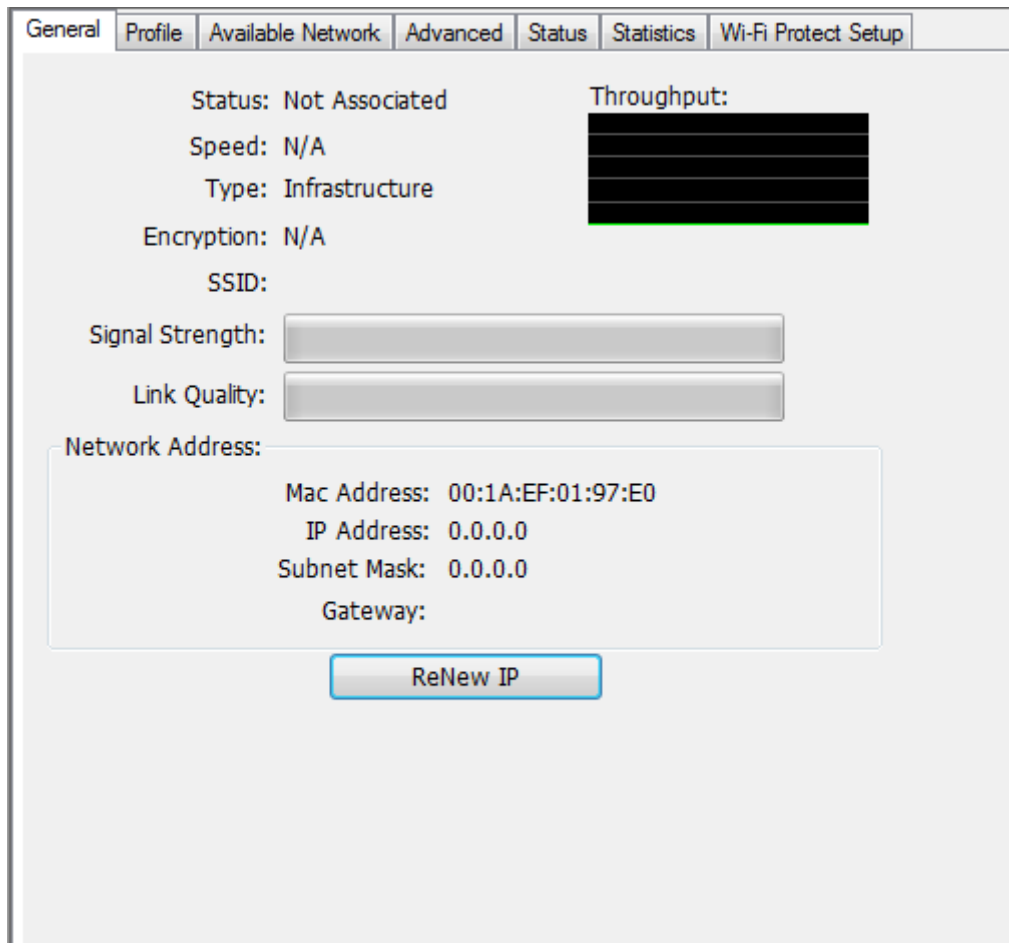 General Profile Available Network Advanced Status Statistics Wi-Fi Protect Setup
Status: Not Associated
Throughput:
Speed: N/A
Type: Infrastructure
Encryption: N/A
SSID:
Signal Strength:
Link Quality:
Network Address:
Mac Address: 00:1A:EF:01:97:E0
IP Address: 0.0.0.0
Subnet Mask: 0.0.0.0
Gateway:
ReNew IP